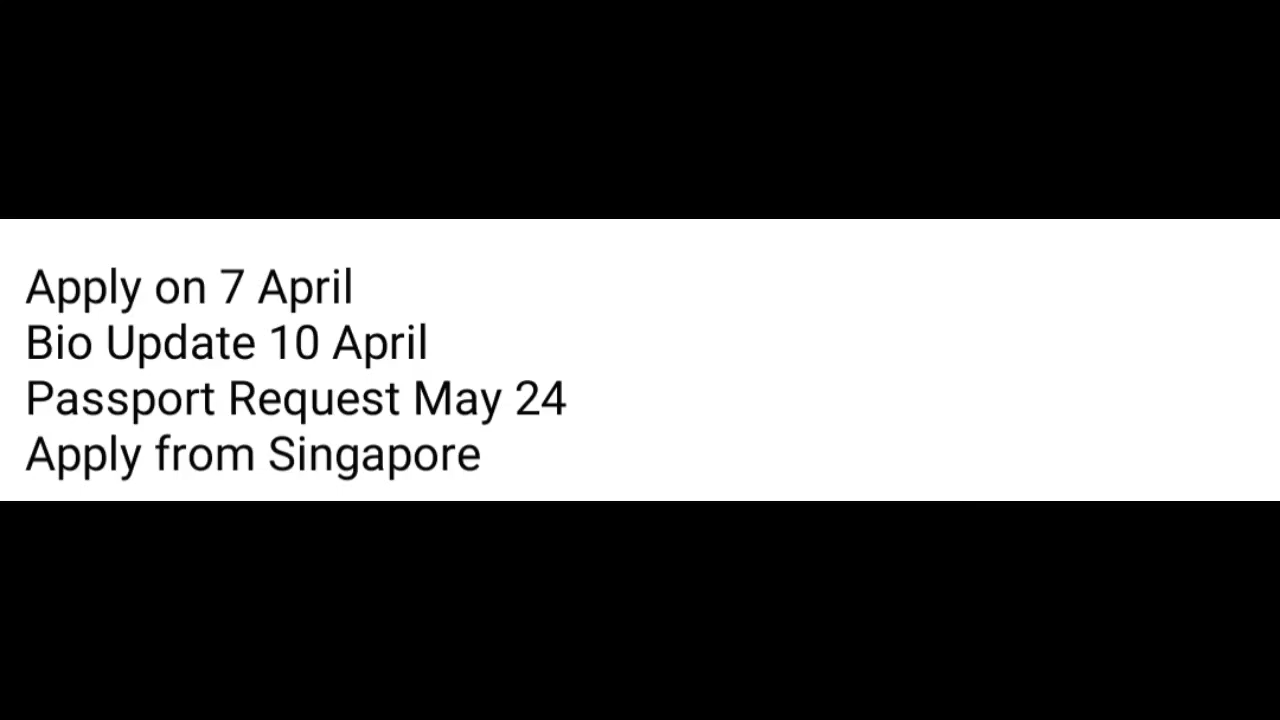 Apply on 7 April
Bio Update 10 April
Passport Request May 24
Apply from Singapore